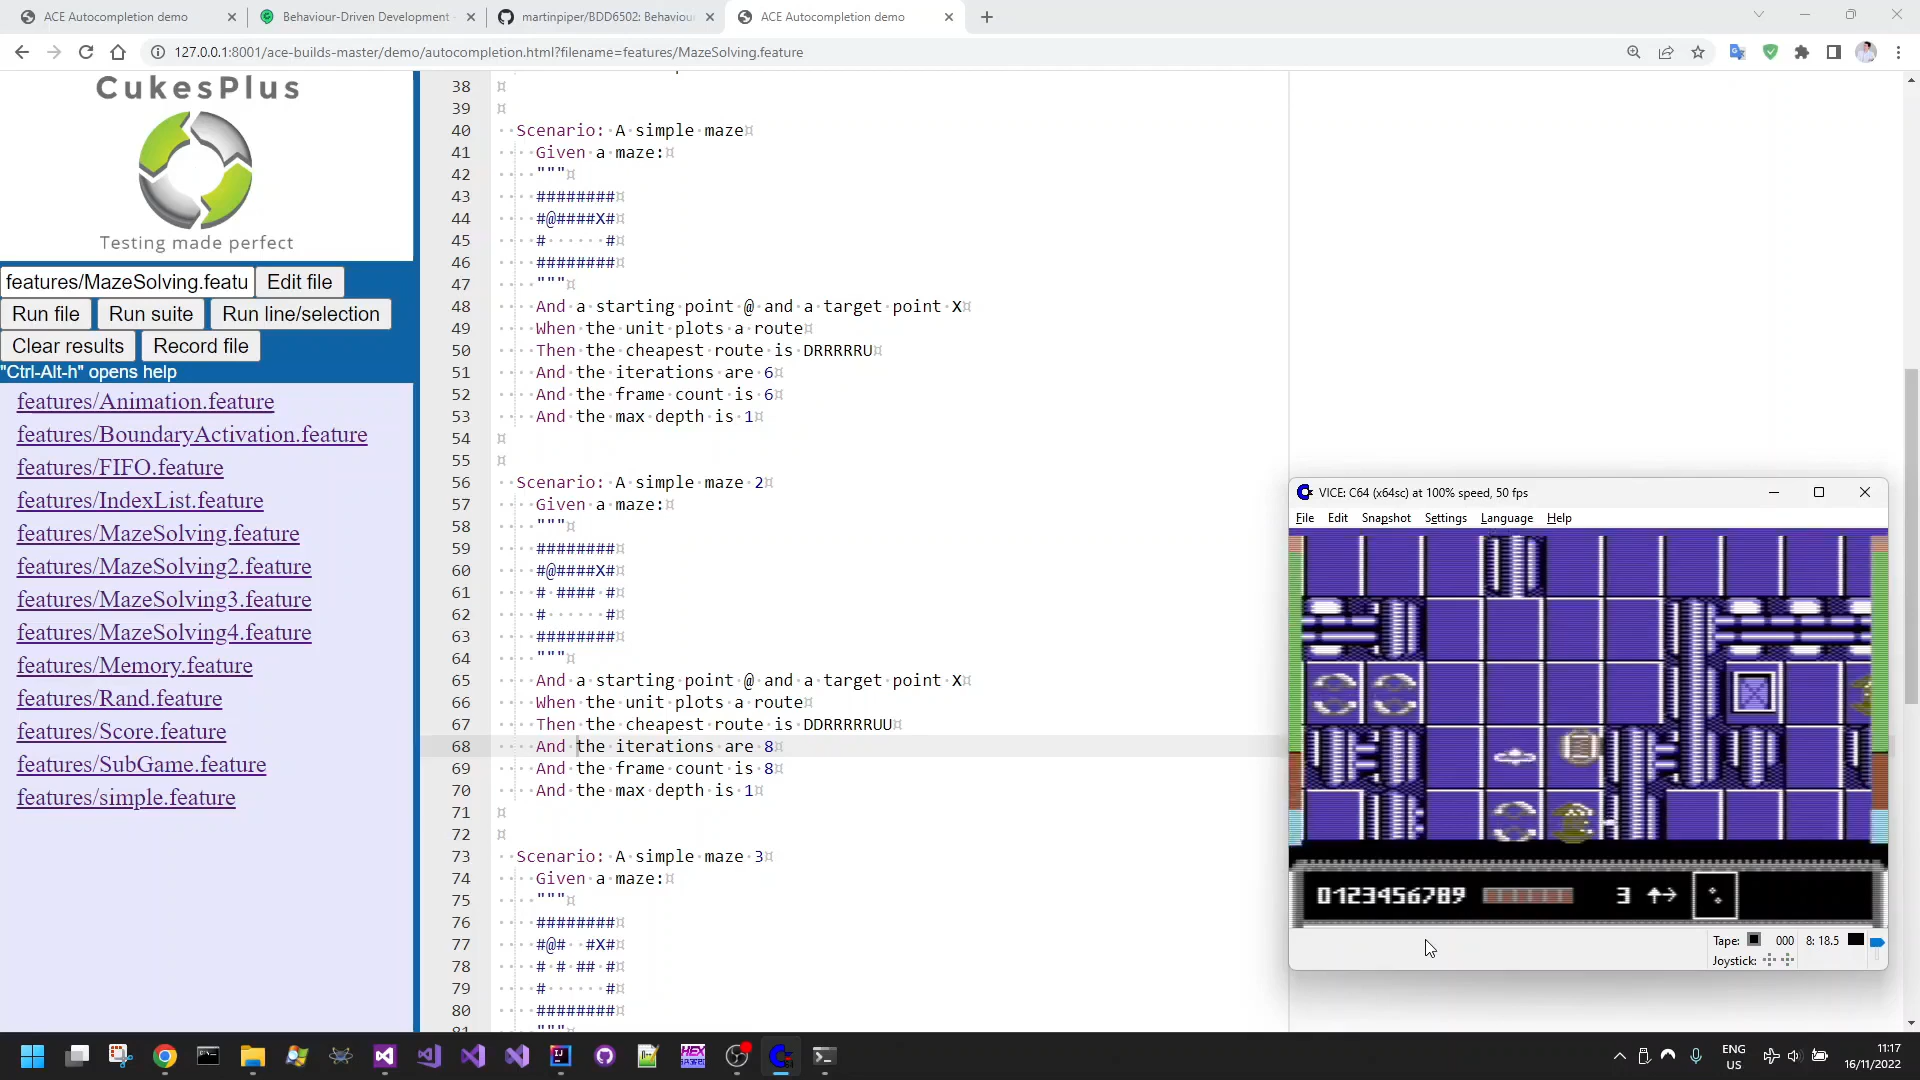 ACE Autocompletion demo
Behaviour-Driven Development
martinpiper/BDD6502: Behaviour
ACE Autocompletion demo
127.0.0.1:8001/ace-builds-master/demo/autocompletion.html?filename=features/MazeSolving.feature
CukesPlus
Testing made perfect
features/MazeSolving.featu
Edit file
Run file
Run suite
Run line/selection
Clear results
Record file
"Ctrl-Alt-h" opens help
features/Animation.feature
features/BoundaryActivation.feature
features/FIFO.feature
features/IndexList.feature
features/MazeSolving.feature
features/MazeSolving2.feature
features/MazeSolving3.feature
features/MazeSolving4.feature
features/Memory.feature
features/Rand.feature
features/Score.feature
features/SubGame.feature
features/simple.feature
38 ¤
39 ¤
40 ··Scenario:·A·simple·maze¤
41 ····Given·a·maze:¤
42 ····"""¤
43 ····########¤
44 ····#@####X#¤
45 ····#······#¤
46 ····########¤
47 ····"""¤
48 ····And·a·starting·point·@·and·a·target·point·X¤
49 ····When·the·unit·plots·a·route¤
50 ····Then·the·cheapest·route·is·DRRRRRU¤
51 ····And·the·iterations·are·6¤
52 ····And·the·frame·count·is·6¤
53 ····And·the·max·depth·is·1¤
54 ¤
55 ¤
56 ··Scenario:·A·simple·maze·2¤
57 ····Given·a·maze:¤
58 ····"""¤
59 ····########¤
60 ····#@####X#¤
61 ····#·####·#¤
62 ····#······#¤
63 ····########¤
64 ····"""¤
65 ····And·a·starting·point·@·and·a·target·point·X¤
66 ····When·the·unit·plots·a·route¤
67 ····Then·the·cheapest·route·is·DDRRRRRUU¤
68 ····And·the·iterations·are·8¤
69 ····And·the·frame·count·is·8¤
70 ····And·the·max·depth·is·1¤
71 ¤
72 ¤
73 ··Scenario:·A·simple·maze·3¤
74 ····Given·a·maze:¤
75 ····"""¤
76 ····########¤
77 ····#@#··#X#¤
78 ····#·#·##·#¤
79 ····#······#¤
80 ····########¤
VICE: C64 (x64sc) at 100% speed, 50 fps
File Edit Snapshot Settings Language Help
0123456789 3
Tape: 000 8: 18.5
Joystick:
HEX
ENG
US
11:17
16/11/2022